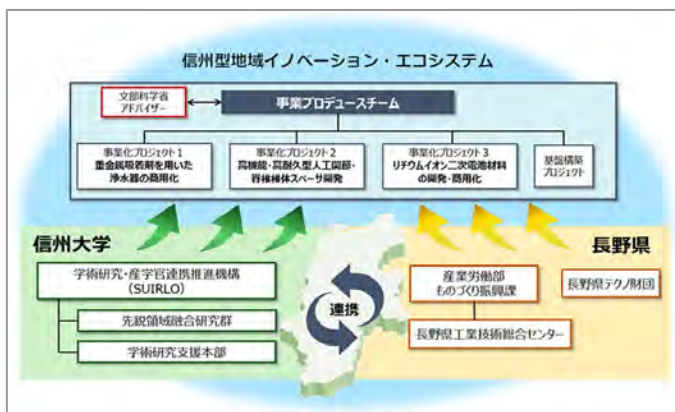 信州型地域イノベーション・エコシステム
文部科学省
アドバイザー
事業プロデュースチーム
事業化プロジェクト1
重金属吸着剤を用いた
浄水器の商用化
事業化プロジェクト2
高機能・高耐久型人工関節・
脊椎椎体スペーサ開発
事業化プロジェクト3
リチウムイオン二次電池材料
の開発・商用化
基盤構築
プロジェクト
信州大学
学術研究・産学官連携推進機構
(SUIRLO)
先鋭領域融合研究群
学術研究支援本部
連携
長野県
産業労働部
ものづくり振興課
長野県テクノ財団
長野県工業技術総合センター